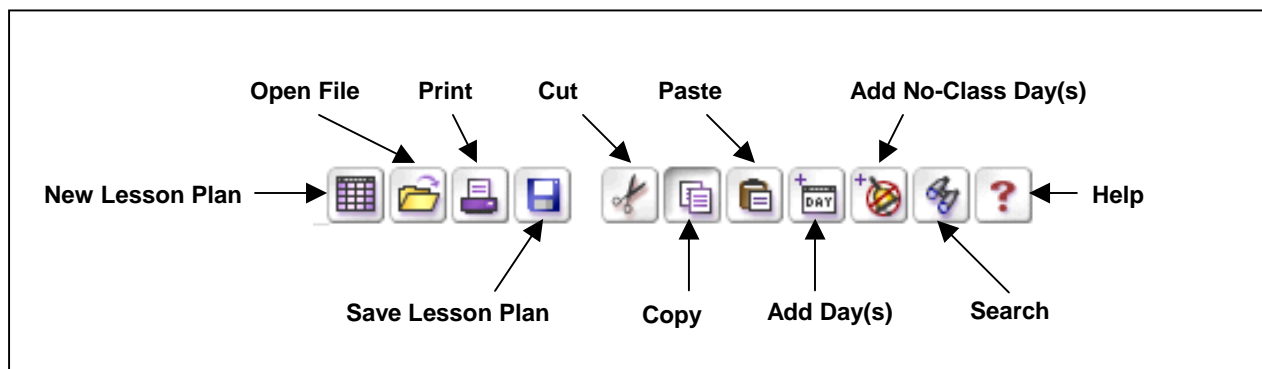 Open File
Print
Cut
Paste
Add No-Class Day(s)
New Lesson Plan
DAY
Help
Save Lesson Plan
Copy
Add Day(s)
Search